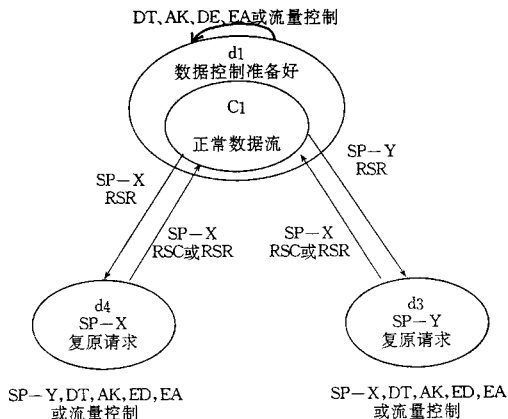 DT、AK、DE、EA或流量控制
d1
数据控制准备好
C1
正常数据流
SP－X
RSR
SP－Y
RSR
SP－X
RSC或RSR
SP－X
RSC或RSR
d4
SP－X
复原请求
d3
SP－Y
复原请求
SP－Y,DT,AK,ED,EA
或流量控制
SP－X,DT,AK,ED,EA
或流量控制